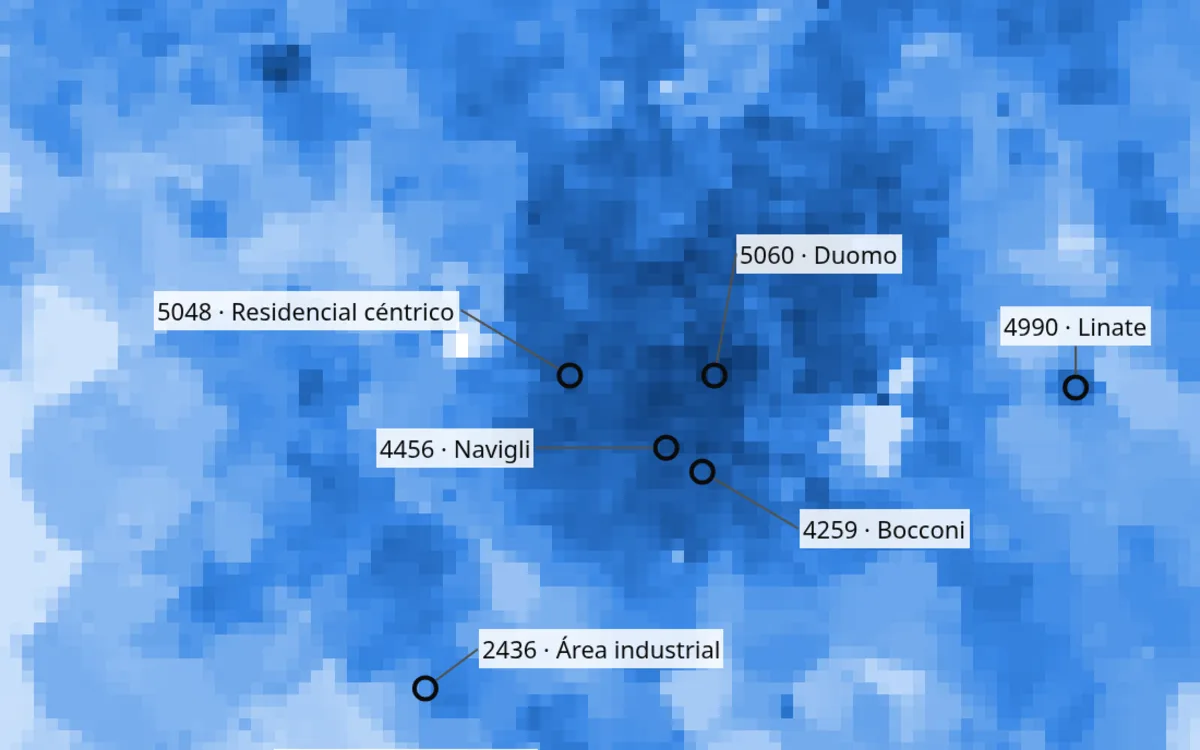 5060 · Duomo
5048 · Residencial céntrico
4990 · Linate
4456 · Navigli
4259 · Bocconi
2436 · Área industrial